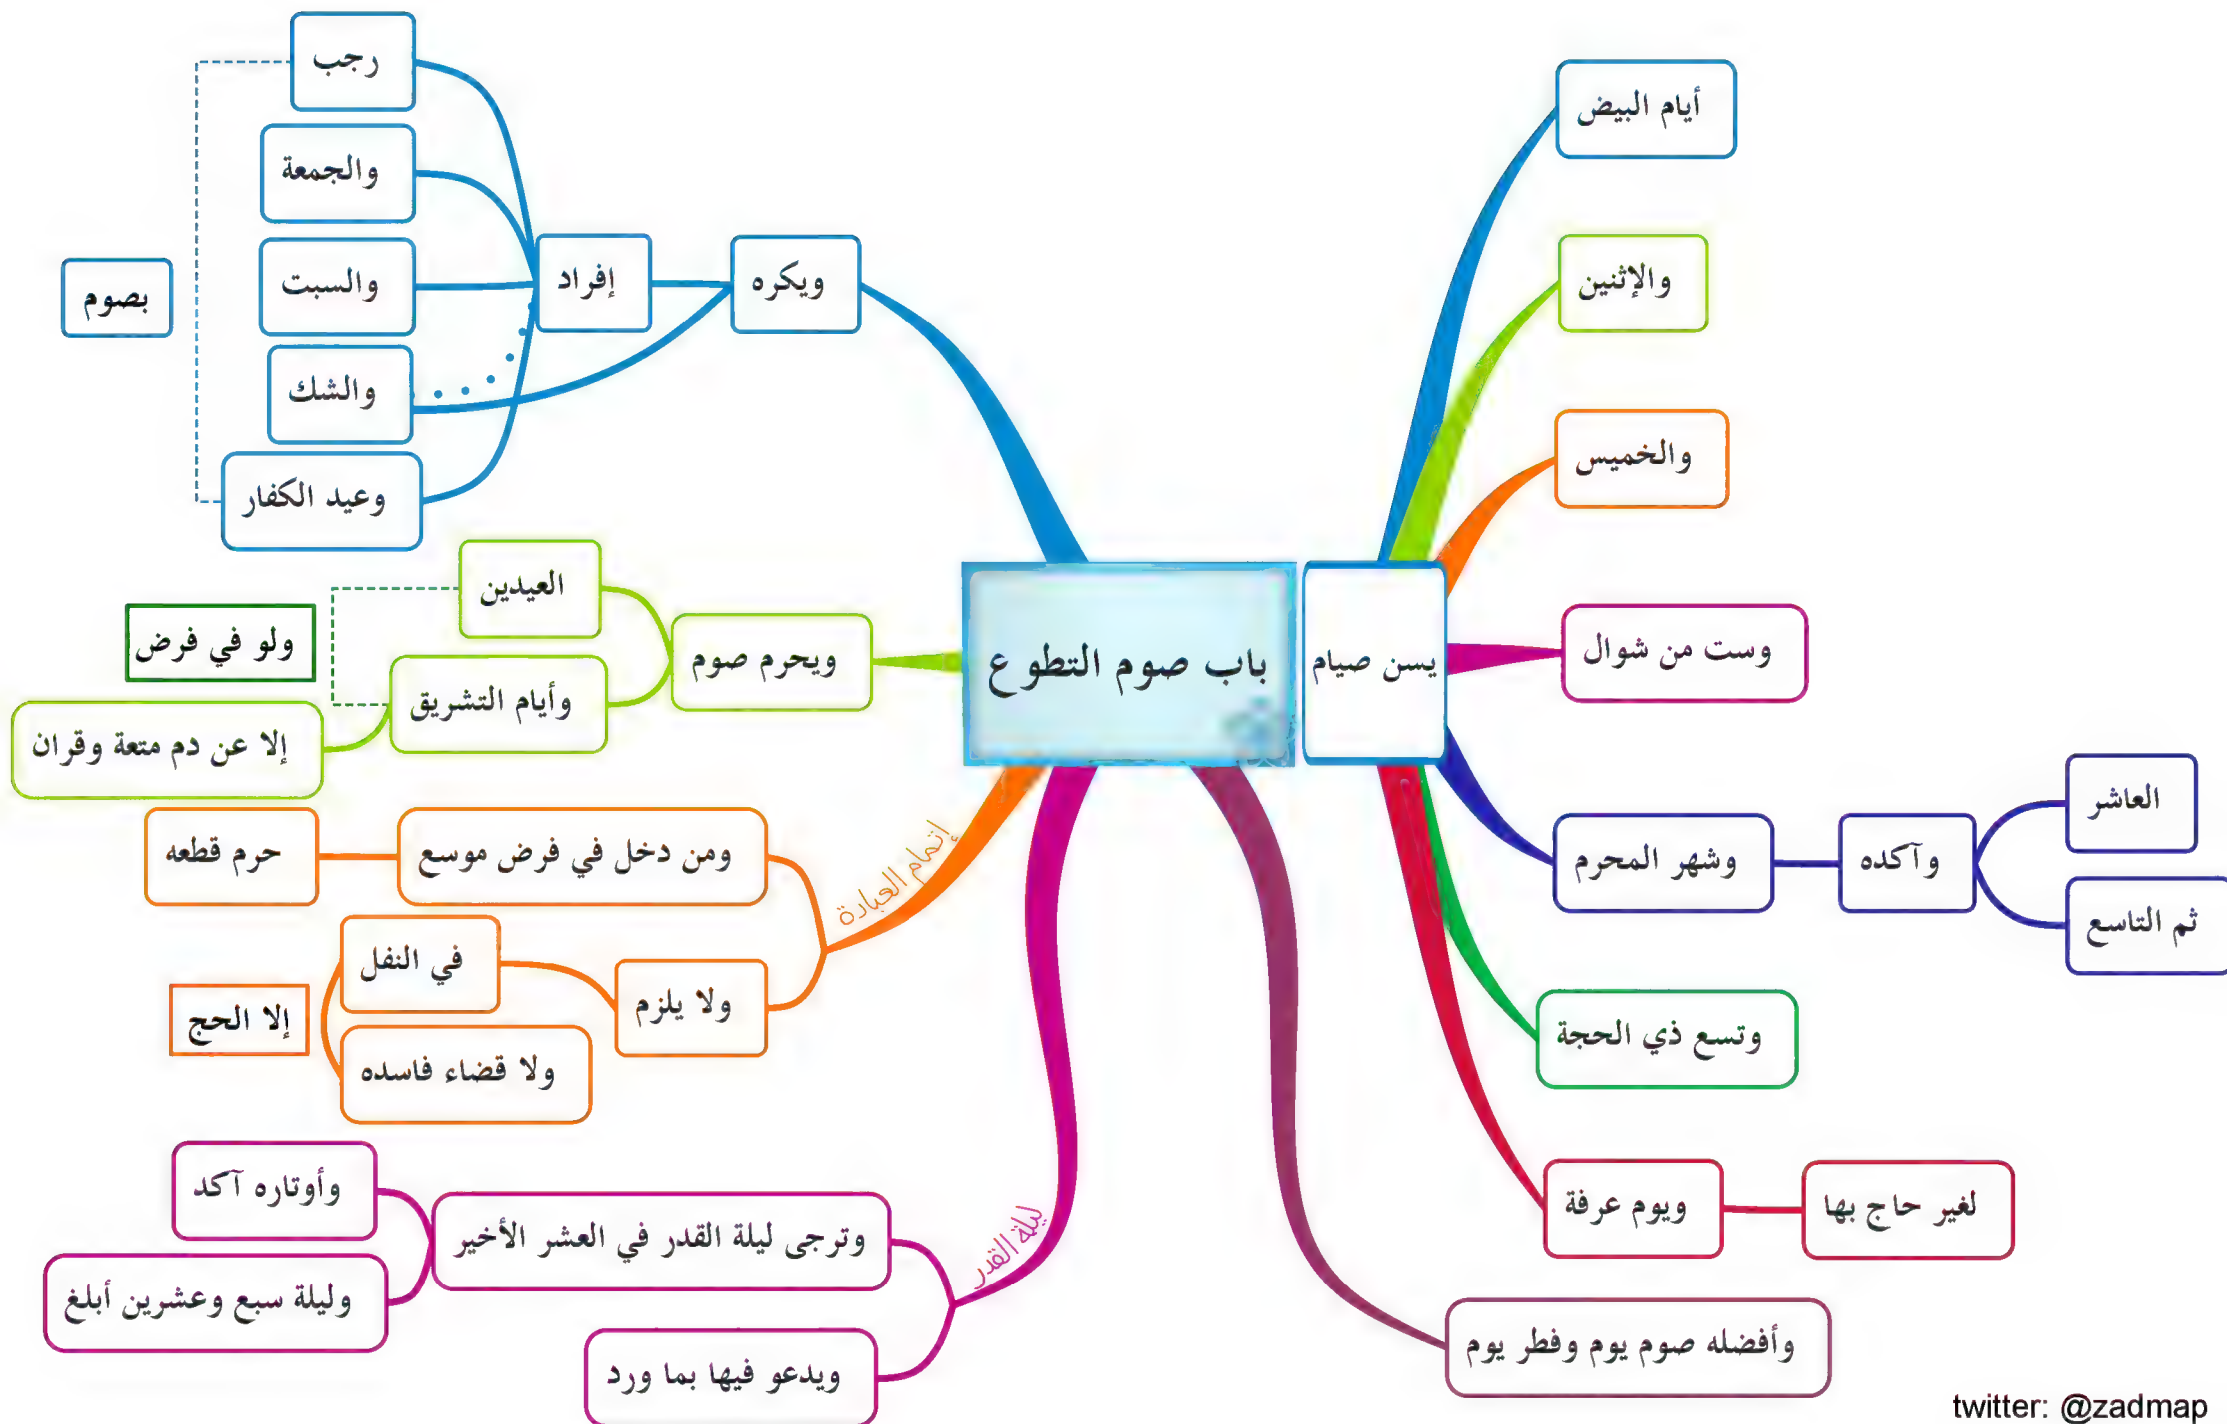 باب صوم التطوع
يسن صيام
أيام البيض
والإثنين
والخميس
وست من شوال
وشهر المحرم
وآكده
العاشر
ثم التاسع
وتسع ذي الحجة
ويوم عرفة
لغير حاج بها
وأفضله صوم يوم وفطر يوم
ويكره
إفراد
رجب
والجمعة
والسبت
والشك
وعيد الكفار
بصوم
ويحرم صوم
العيدين
وأيام التشريق
إلا عن دم متعة وقران
ولو في فرض
إتمام العبادة
ومن دخل في فرض موسع
حرم قطعه
ولا يلزم
في النفل
ولا قضاء فاسده
إلا الحج
ليلة القدر
وترجى ليلة القدر في العشر الأخير
وأوتاره آكد
وليلة سبع وعشرين أبلغ
ويدعو فيها بما ورد
twitter: @zadmap